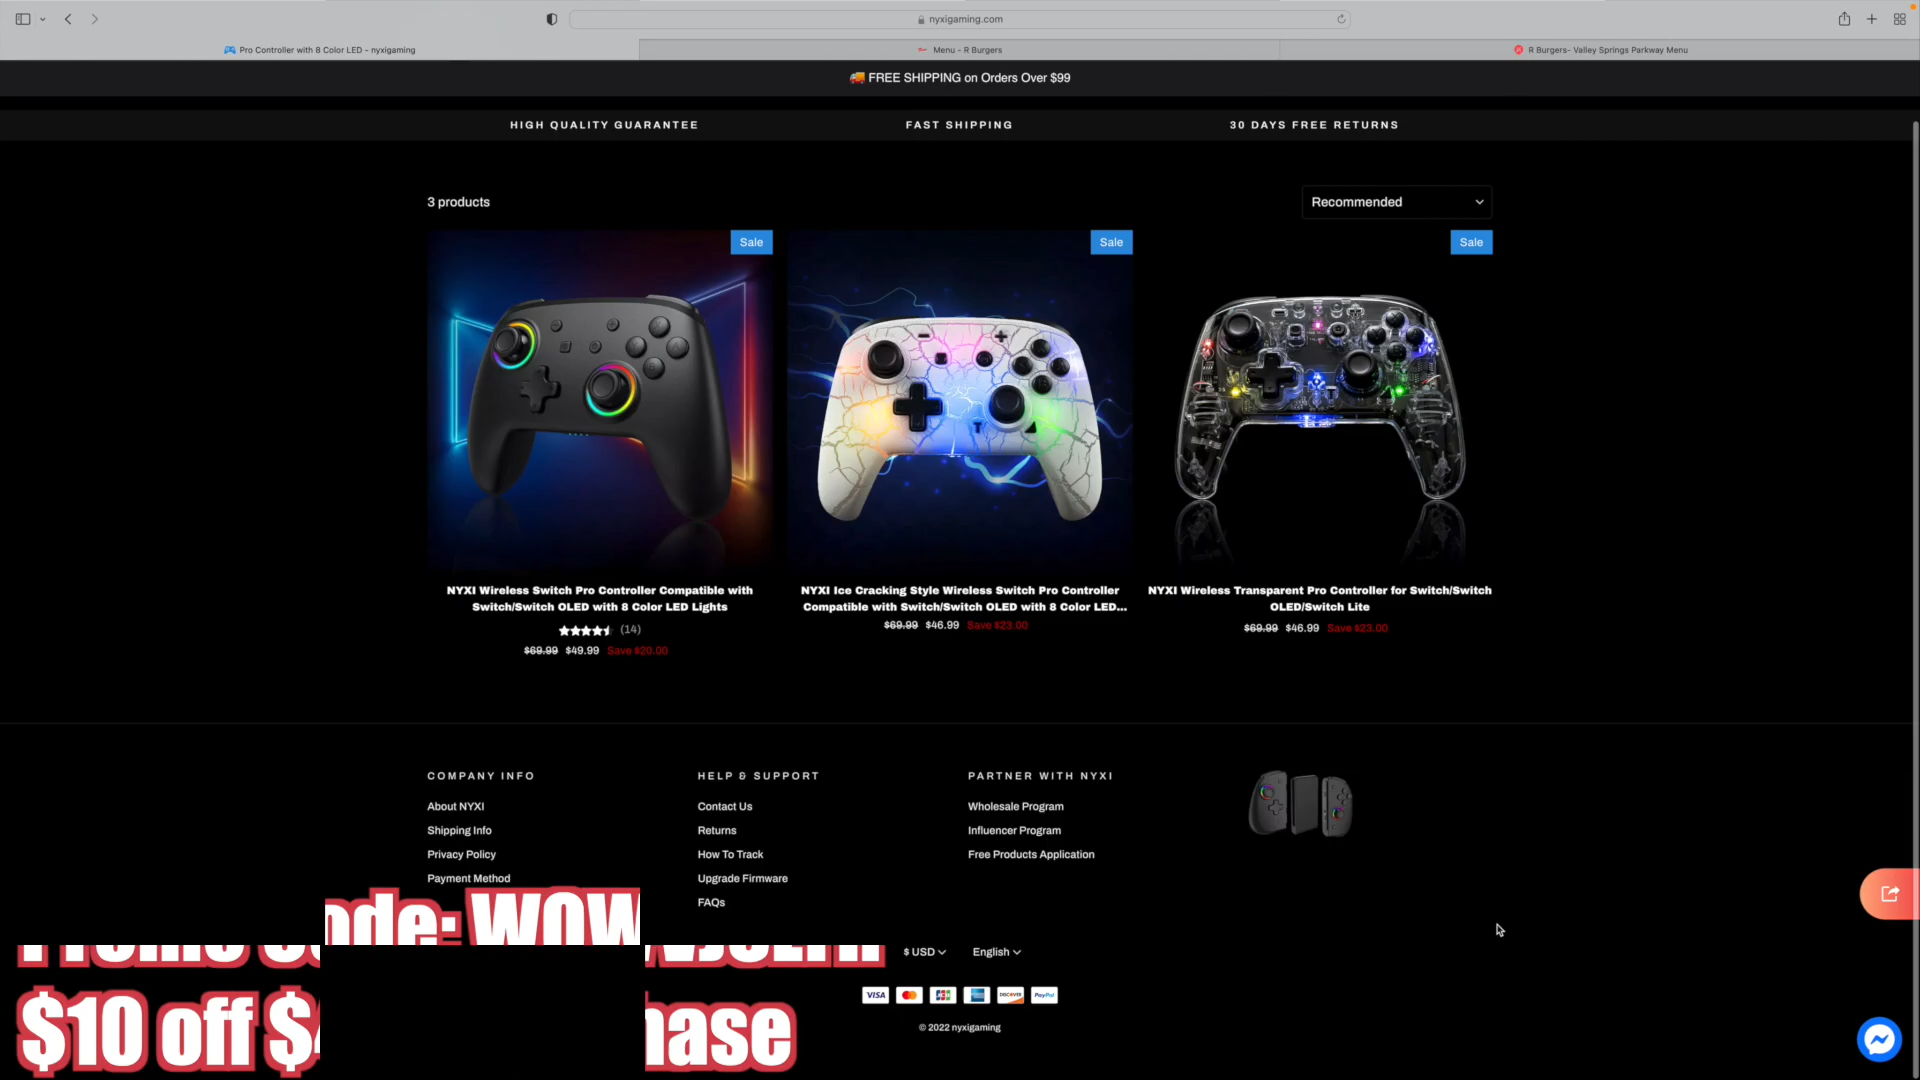 nyxigaming.com
Pro Controller with 8 Color LED - nyxigaming
Menu - R Burgers
R Burgers- Valley Springs Parkway Menu
FREE SHIPPING on Orders Over $99
HIGH QUALITY GUARANTEE
FAST SHIPPING
30 DAYS FREE RETURNS
3 products
Recommended
Sale
Sale
Sale
NYXI Wireless Switch Pro Controller Compatible with
Switch/Switch OLED with 8 Color LED Lights
(14)
$69.99 $49.99 Save $20.00
NYXI Ice Cracking Style Wireless Switch Pro Controller
Compatible with Switch/Switch OLED with 8 Color LED...
$69.99 $46.99 Save $23.00
NYXI Wireless Transparent Pro Controller for Switch/Switch
OLED/Switch Lite
$69.99 $46.99 Save $23.00
COMPANY INFO
About NYXI
Shipping Info
Privacy Policy
Payment Method
HELP & SUPPORT
Contact Us
Returns
How To Track
Upgrade Firmware
FAQs
PARTNER WITH NYXI
Wholesale Program
Influencer Program
Free Products Application
ode: WOW
$10 off
hase
$ USD
English
VISA
DISCOVER
PayPal
© 2022 nyxigaming